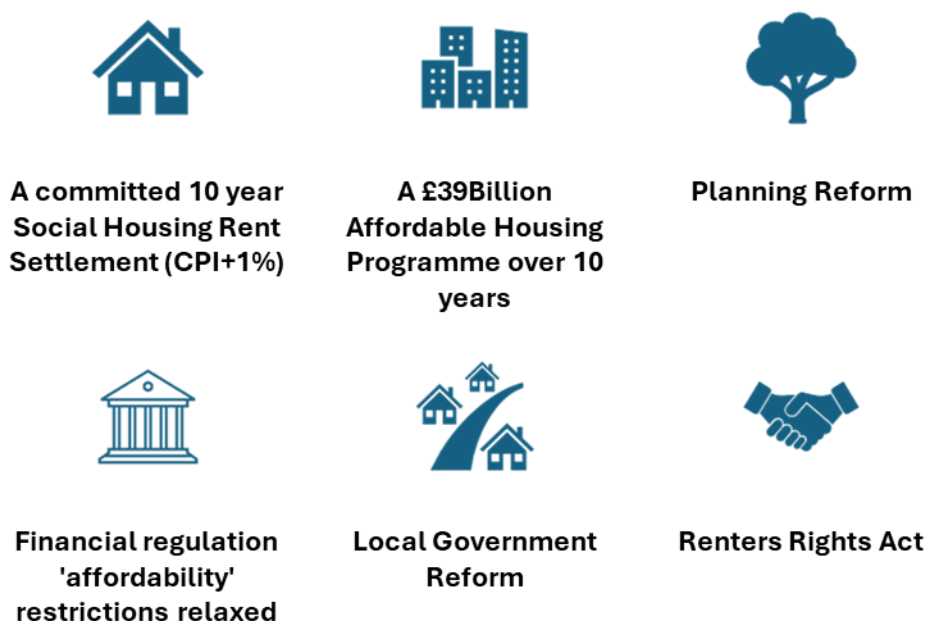 A committed 10 year
Social Housing Rent
Settlement (CPI+1%)
A £39Billion
Affordable Housing
Programme over 10
years
Planning Reform
Financial regulation
'affordability'
restrictions relaxed
Local Government
Reform
Renters Rights Act